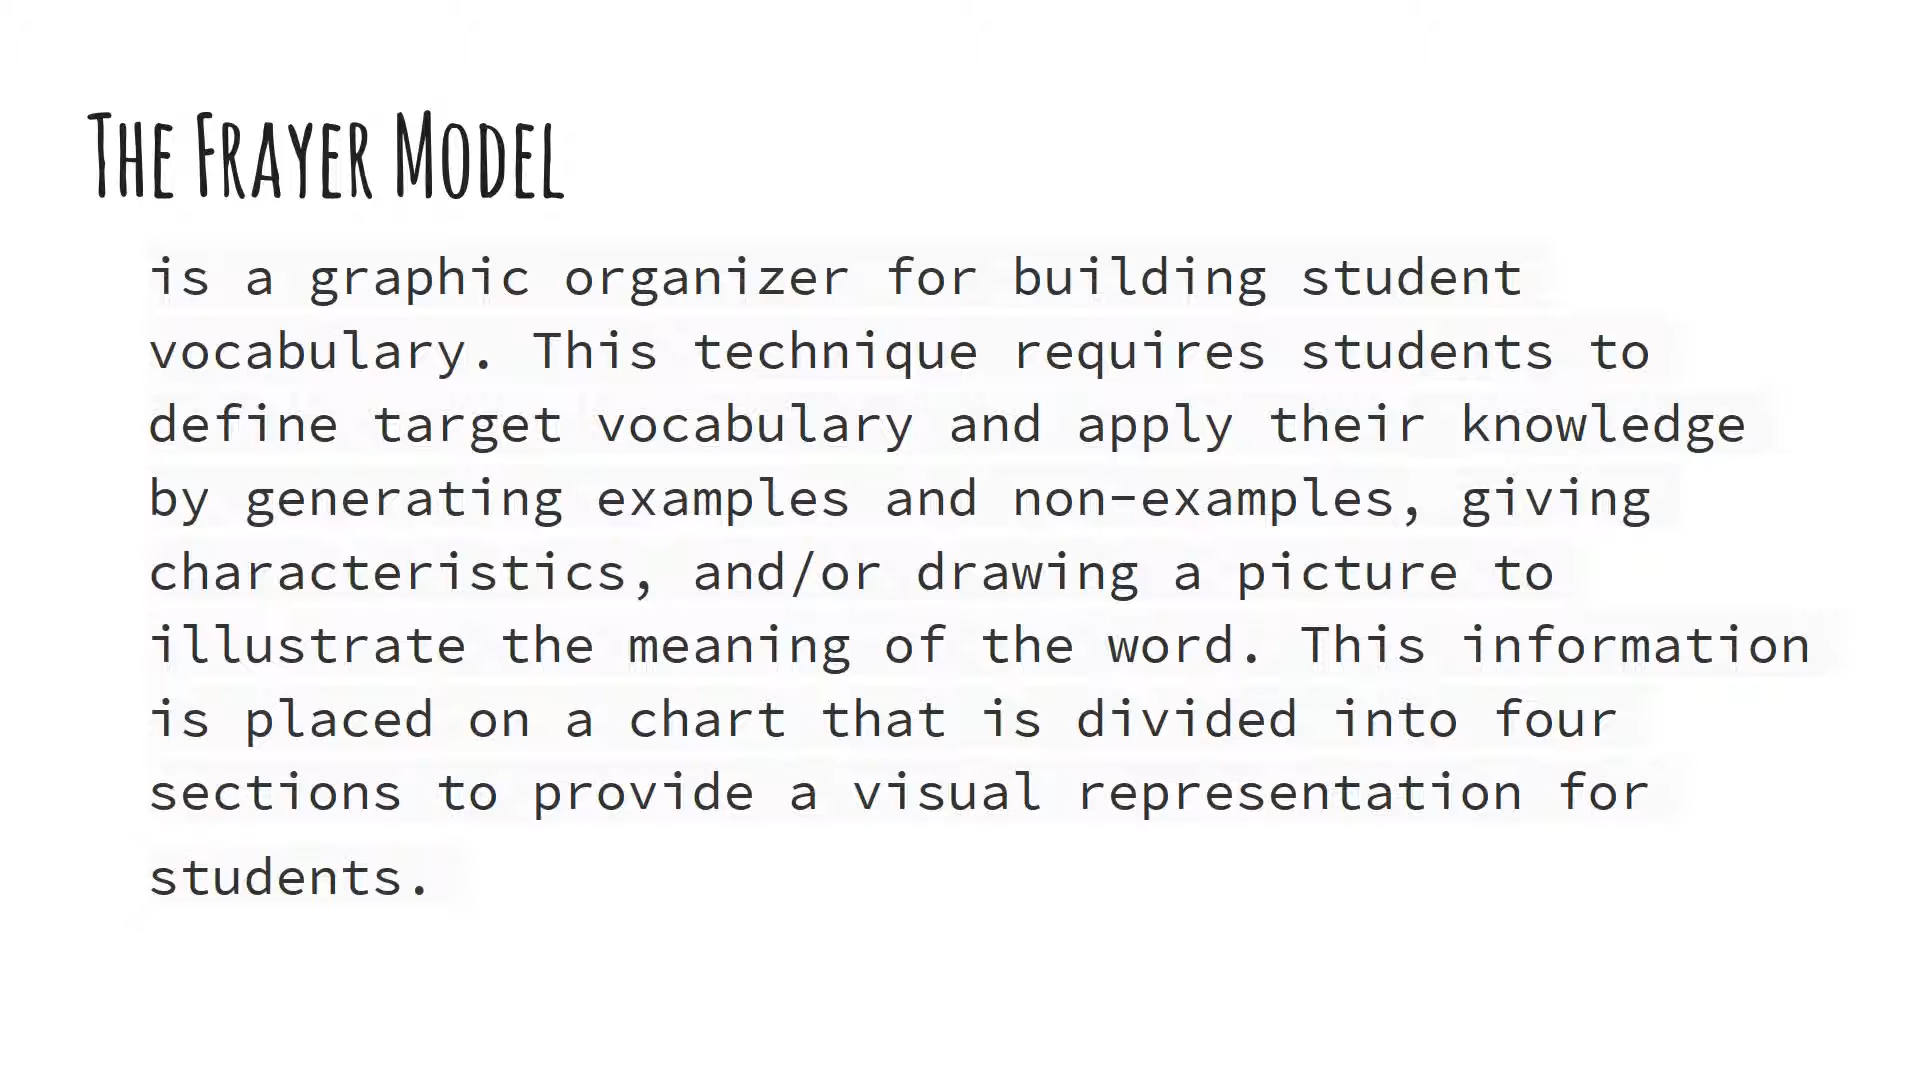 The Frayer Model
is a graphic organizer for building student
vocabulary. This technique requires students to
define target vocabulary and apply their knowledge
by generating examples and non-examples, giving
characteristics, and/or drawing a picture to
illustrate the meaning of the word. This information
is placed on a chart that is divided into four
sections to provide a visual representation for
students.